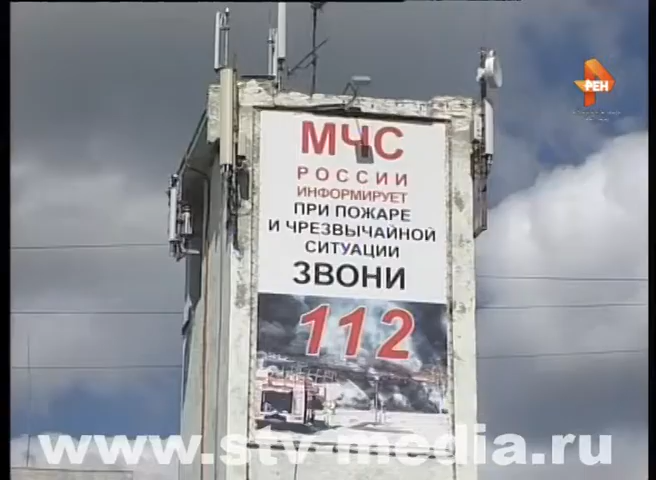 РЕН
МЧС
РОССИИ
ИНФОРМИРУЕТ
ПРИ ПОЖАРЕ
И ЧРЕЗВЫЧАЙНОЙ
СИТУАЦИИ
ЗВОНИ
112
www.stv-media.ru